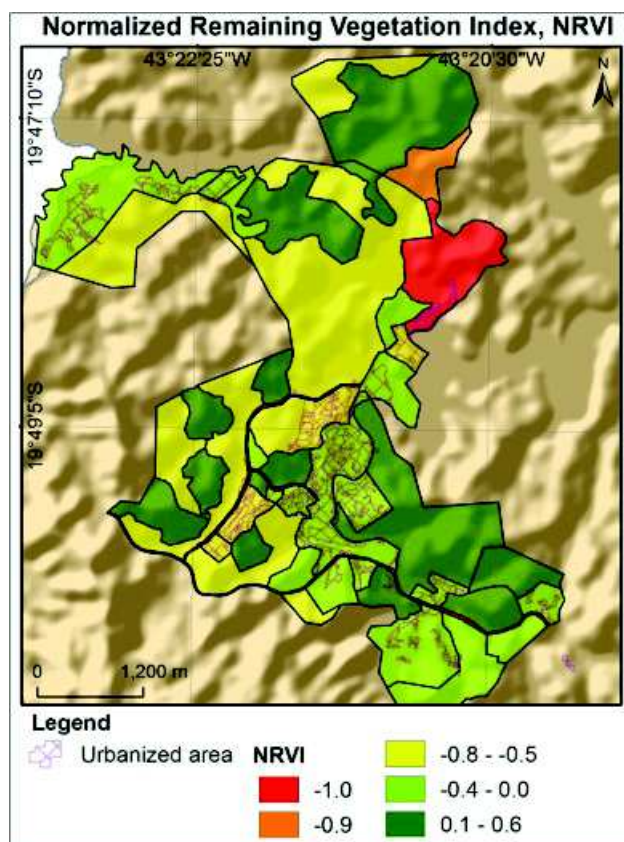 Normalized Remaining Vegetation Index, NRVI
43°22'25"W 43°20'30"W
N
19°47'10"S
19°49'5"S
0 1,200 m
Legend
Urbanized area
NRVI
-1.0
-0.9
-0.8 - -0.5
-0.4 - 0.0
0.1 - 0.6